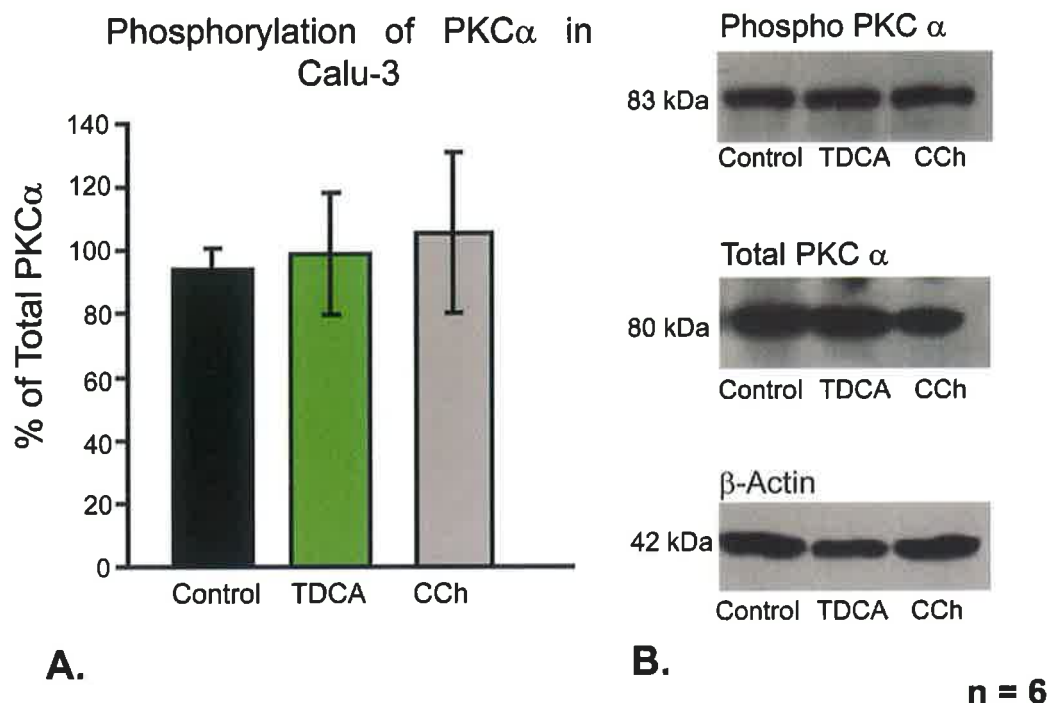 Phosphorylation of PKCα in
Calu-3
% of Total PKCα
140
120
100
80
60
40
20
0
Control TDCA CCh
A.
Phospho PKC α
83 kDa
Control TDCA CCh
Total PKC α
80 kDa
Control TDCA CCh
β-Actin
42 kDa
Control TDCA CCh
B.
n = 6